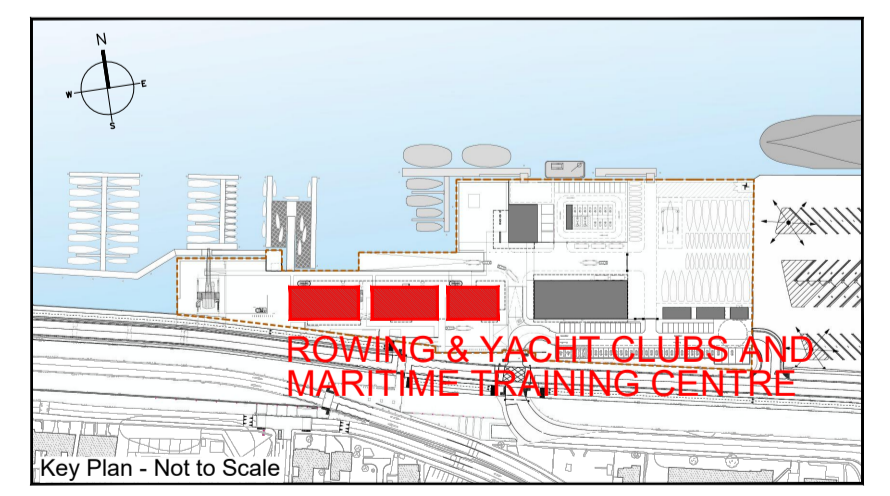 N
W E
S
ROWING & YACHT CLUBS AND
MARITIME TRAINING CENTRE
Key Plan - Not to Scale